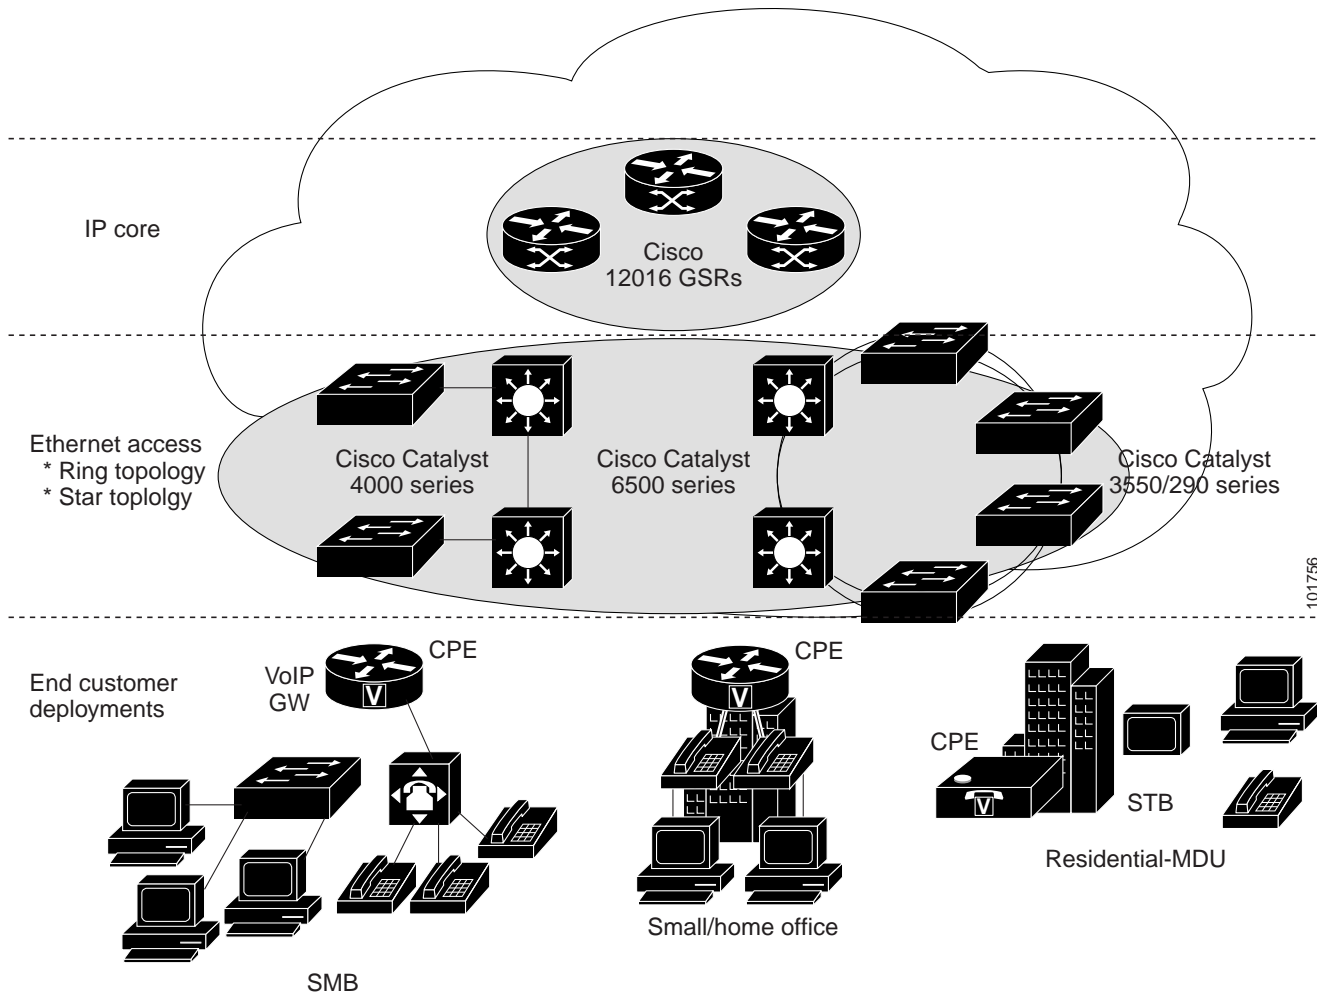 IP core
Cisco
12016 GSRs
Ethernet access
* Ring topology
* Star toplolgy
Cisco Catalyst
4000 series
Cisco Catalyst
6500 series
Cisco Catalyst
3550/290 series
101756
End customer
deployments
VoIP
GW
CPE
V
SMB
CPE
V
Small/home office
CPE
V
STB
Residential-MDU